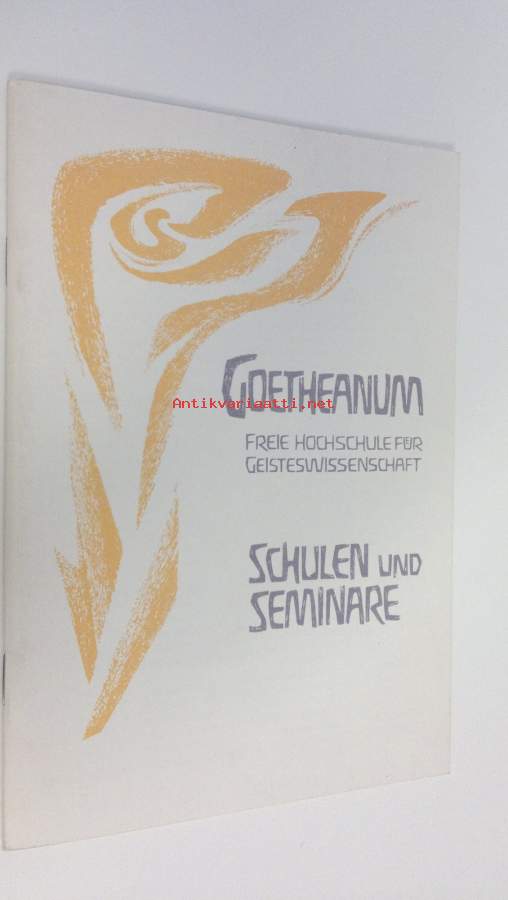 GOETHEANUM
Antikvariaatti.net
FREIE HOCHSCHULE FÜR
GEISTESWISSENSCHAFT
SCHULEN UND
SEMINARE